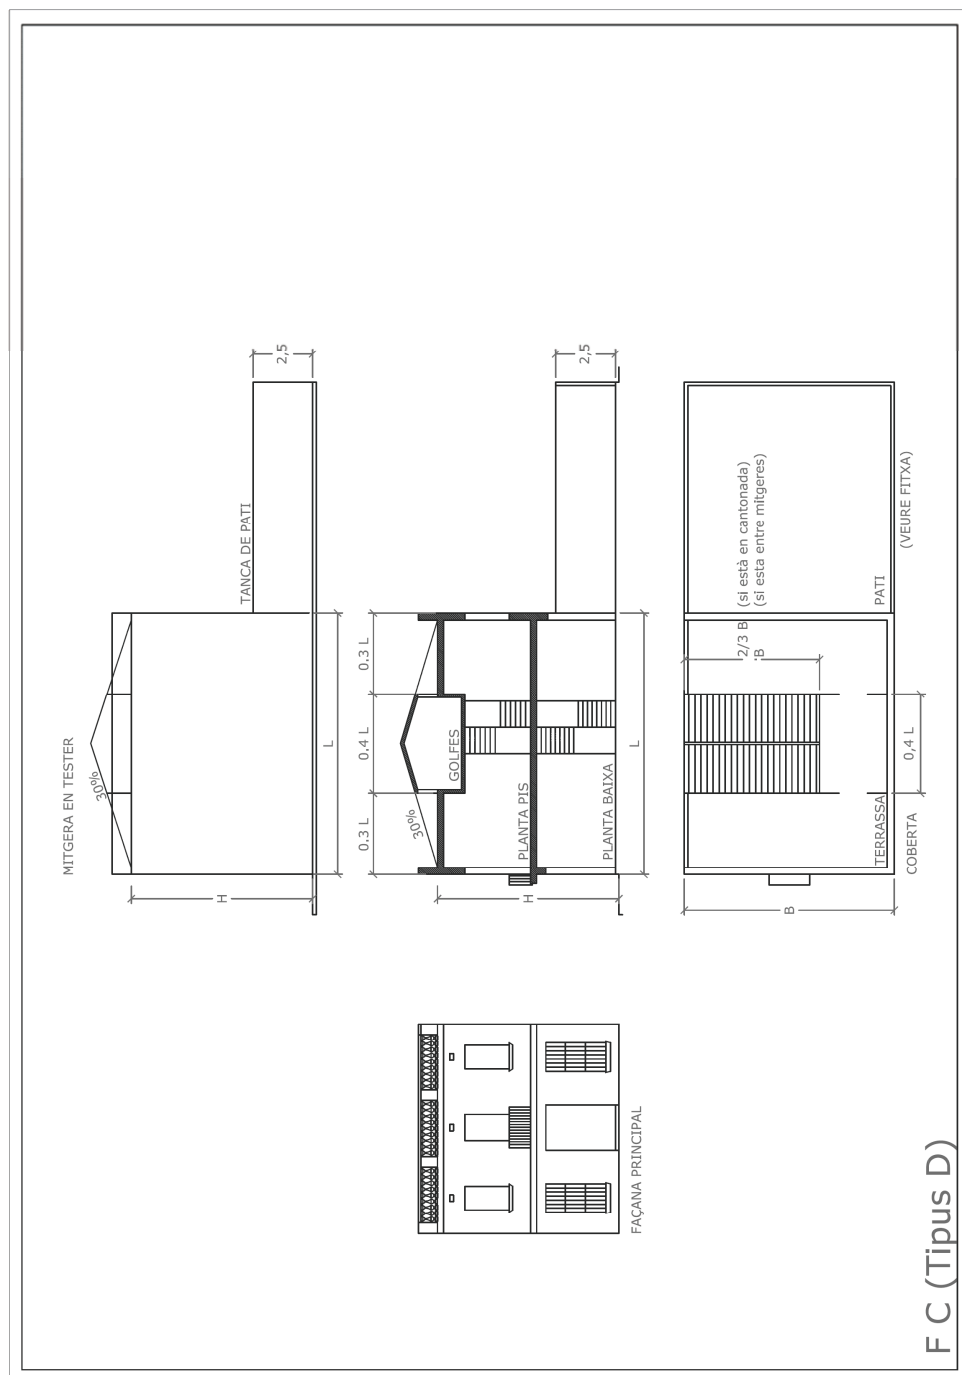 MITGERA EN TESTER
30%
TANCA DE PATI
2,5
H
L
0.3 L
0.4 L
0.3 L
30%
GOLFES
PLANTA PIS
PLANTA BAIXA
2,5
H
L
FAÇANA PRINCIPAL
2/3 B (si està en cantonada)
B (si esta entre mitgeres)
TERRASSA
PATI
B
0,4 L
COBERTA
(VEURE FITXA)
F C (Tipus D)